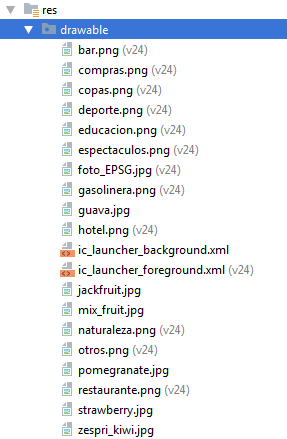 res
drawable
bar.png (v24)
compras.png (v24)
copas.png (v24)
deporte.png (v24)
educacion.png (v24)
espectaculos.png (v24)
foto_EPSG.jpg (v24)
gasolinera.png (v24)
guava.jpg
hotel.png (v24)
ic_launcher_background.xml
ic_launcher_foreground.xml (v24)
jackfruit.jpg
mix_fruit.jpg
naturaleza.png (v24)
otros.png (v24)
pomegranate.jpg
restaurante.png (v24)
strawberry.jpg
zespri_kiwi.jpg